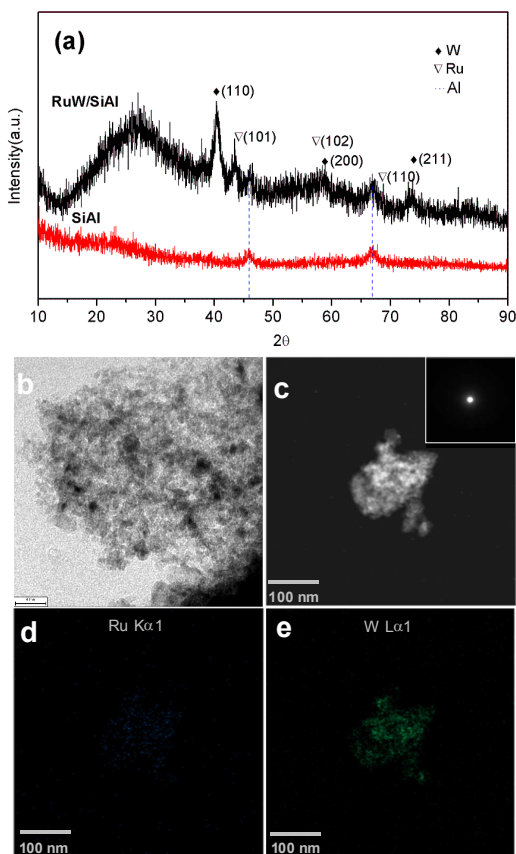 (a)
◆ W
▽ Ru
Al
RuW/SiAl
◆(110)
▽(101)
▽(102)
◆(200)
▽(110)
◆(211)
SiAl
Intensity(a.u.)
10 20 30 40 50 60 70 80 90
2θ
b
c
100 nm
d
Ru Kα1
100 nm
e
W Lα1
100 nm